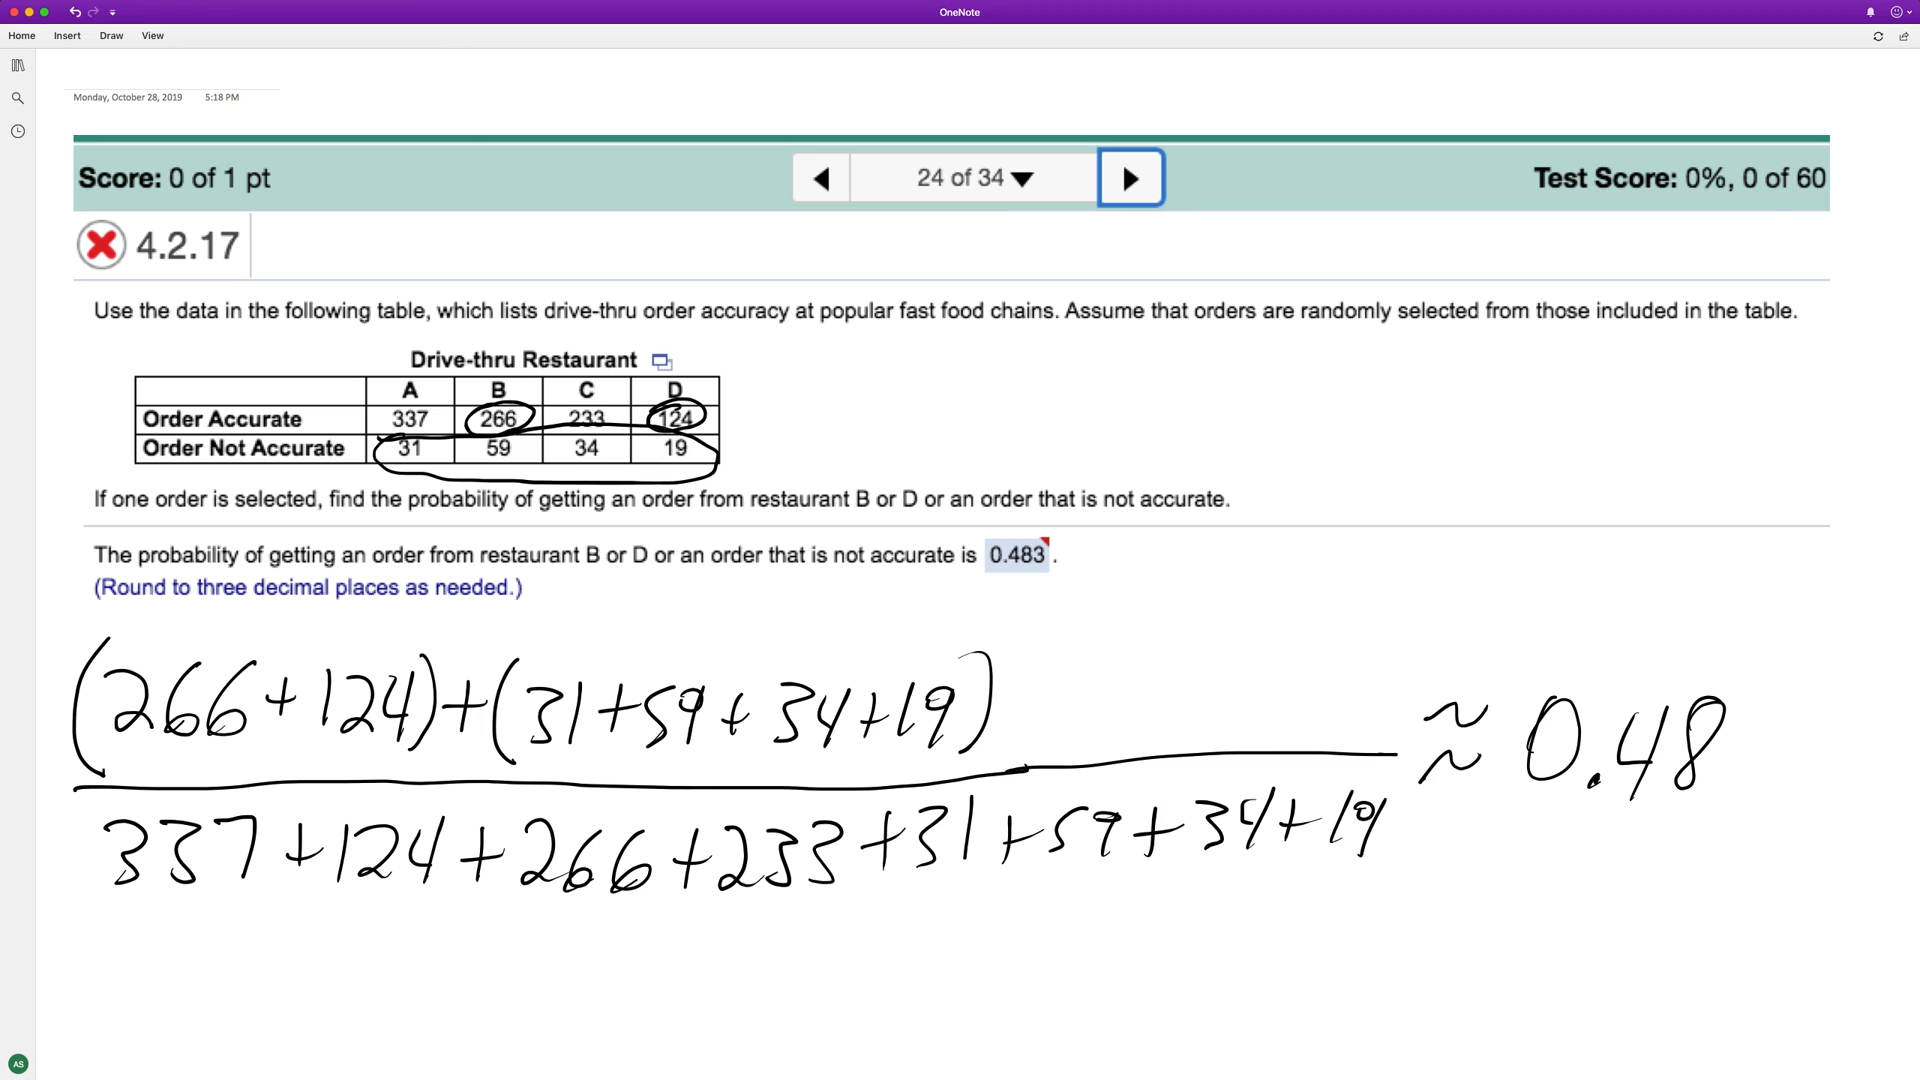 OneNote
Home Insert Draw View
Monday, October 28, 2019 5:18 PM
Score: 0 of 1 pt 24 of 34 Test Score: 0%, 0 of 60
4.2.17
Use the data in the following table, which lists drive-thru order accuracy at popular fast food chains. Assume that orders are randomly selected from those included in the table.
Drive-thru Restaurant
A B C D
Order Accurate 337 266 233 124
Order Not Accurate 31 59 34 19
If one order is selected, find the probability of getting an order from restaurant B or D or an order that is not accurate.
The probability of getting an order from restaurant B or D or an order that is not accurate is 0.483 .
(Round to three decimal places as needed.)
(266+124)+(31+59+34+19)
≈ 0.48
337+124+266+233+31+59+34+19
AS